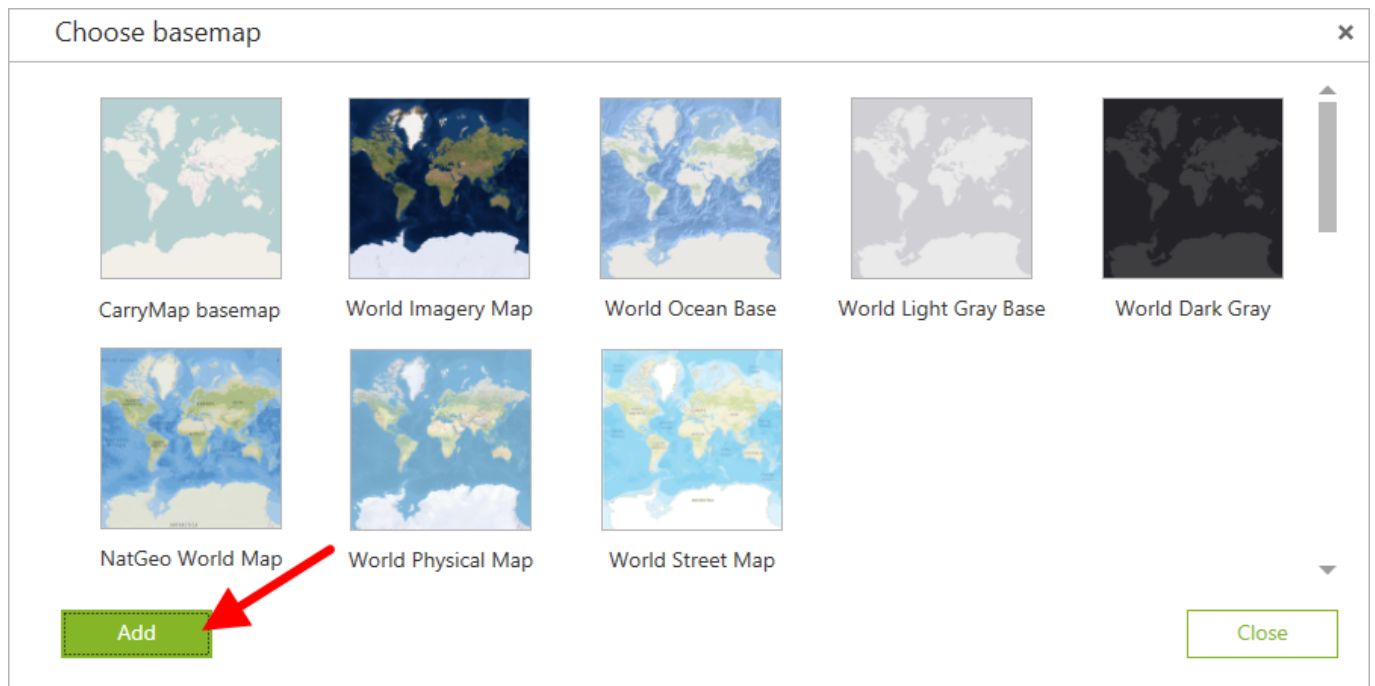 Choose basemap
CarryMap basemap
World Imagery Map
World Ocean Base
World Light Gray Base
World Dark Gray
NatGeo World Map
World Physical Map
World Street Map
Add
Close